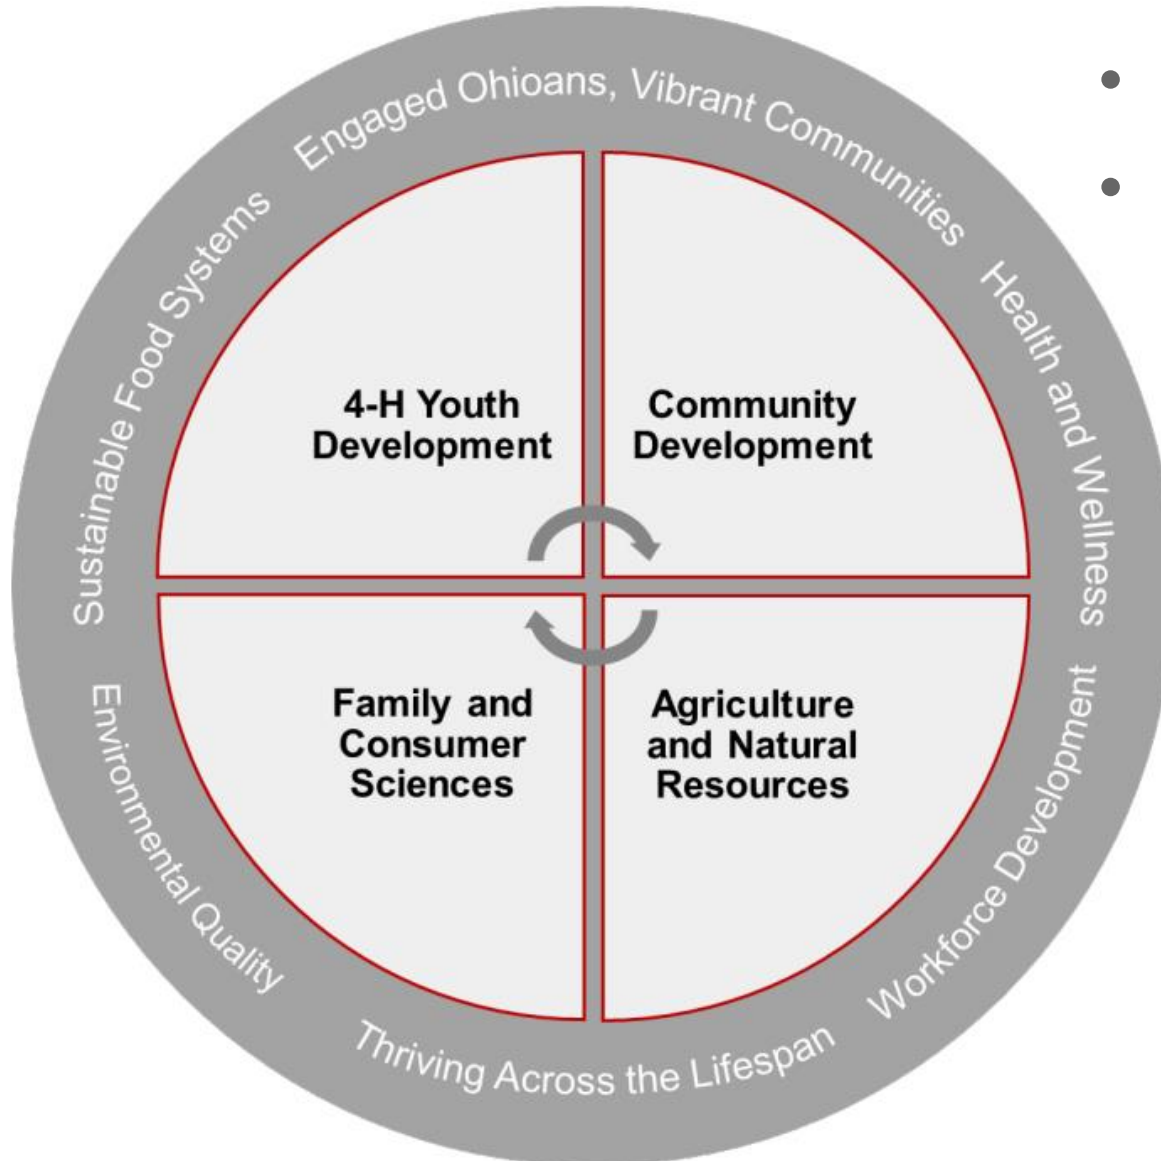 Engaged Ohioans, Vibrant Communities
Health and Wellness
Workforce Development
Thriving Across the Lifespan
Environmental Quality
Sustainable Food Systems
4-H Youth
Development
Community
Development
Family and
Consumer
Sciences
Agriculture
and Natural
Resources